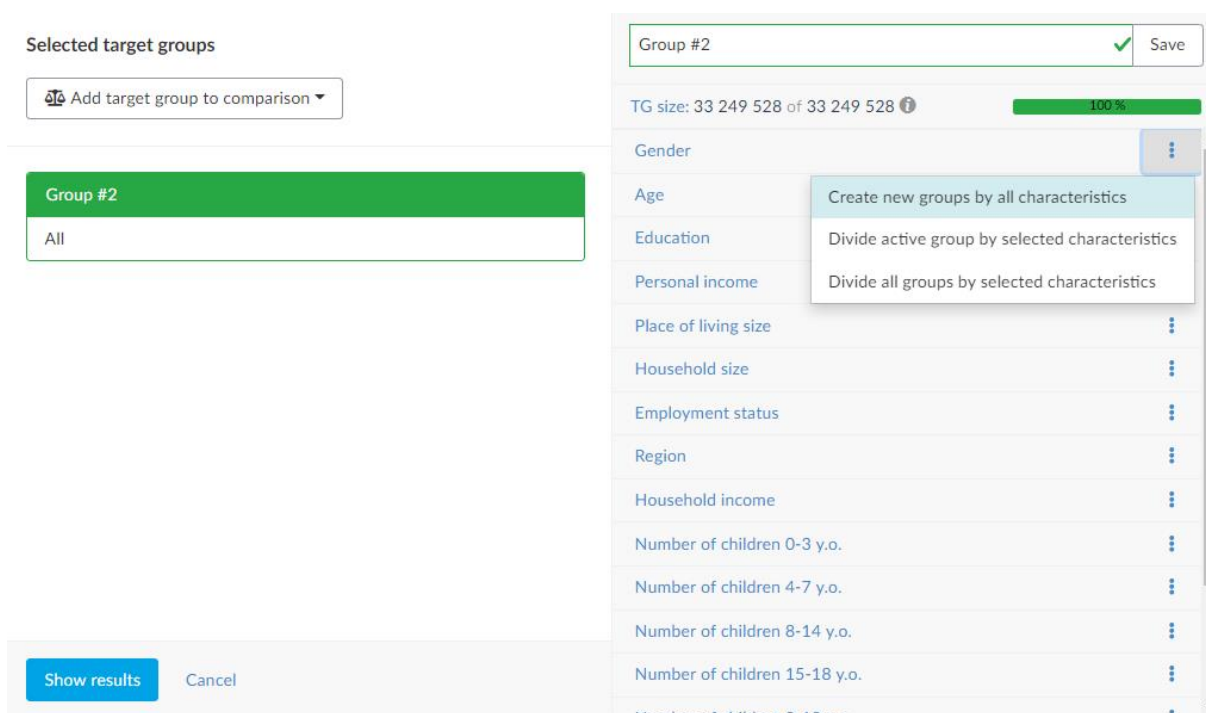 Selected target groups
Add target group to comparison
Group #2
All
Show results
Cancel
Group #2
Save
TG size: 33 249 528 of 33 249 528
100 %
Gender
Age
Education
Personal income
Create new groups by all characteristics
Divide active group by selected characteristics
Divide all groups by selected characteristics
Place of living size
Household size
Employment status
Region
Household income
Number of children 0-3 y.o.
Number of children 4-7 y.o.
Number of children 8-14 y.o.
Number of children 15-18 y.o.